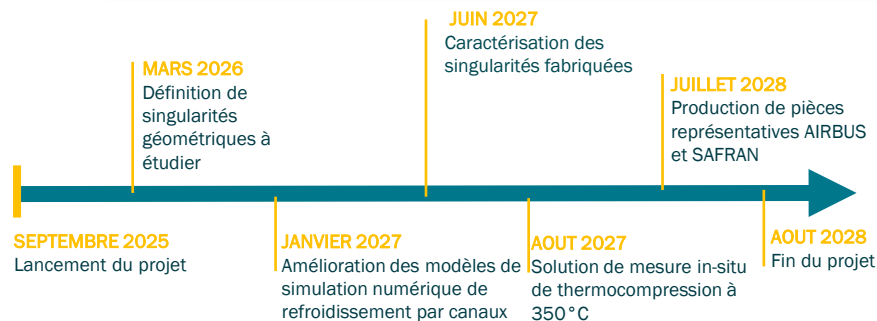 SEPTEMBRE 2025
Lancement du projet
MARS 2026
Définition de
singularités
géométriques à
étudier
JANVIER 2027
Amélioration des modèles de
simulation numérique de
refroidissement par canaux
JUIN 2027
Caractérisation des
singularités fabriquées
AOUT 2027
Solution de mesure in-situ
de thermocompression à
350°C
JUILLET 2028
Production de pièces
représentatives AIRBUS
et SAFRAN
AOUT 2028
Fin du projet